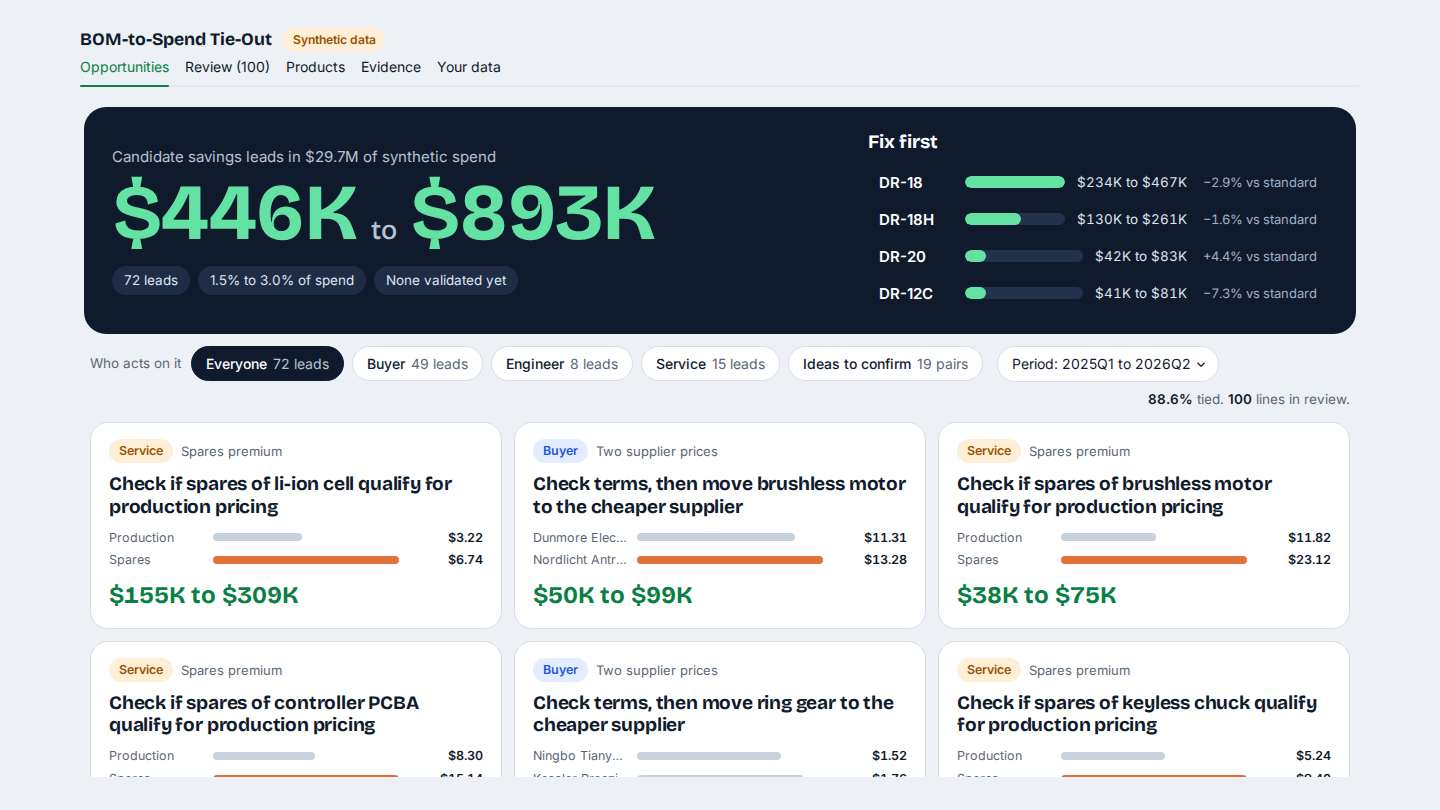 BOM-to-Spend Tie-Out Synthetic data
Opportunities Review (100) Products Evidence Your data
Candidate savings leads in $29.7M of synthetic spend
$446K to $893K
72 leads 1.5% to 3.0% of spend None validated yet
Fix first
DR-18 $234K to $467K −2.9% vs standard
DR-18H $130K to $261K −1.6% vs standard
DR-20 $42K to $83K +4.4% vs standard
DR-12C $41K to $81K −7.3% vs standard
Who acts on it Everyone 72 leads Buyer 49 leads Engineer 8 leads Service 15 leads Ideas to confirm 19 pairs Period: 2025Q1 to 2026Q2
88.6% tied. 100 lines in review.
Service Spares premium
Check if spares of li-ion cell qualify for
production pricing
Production $3.22
Spares $6.74
$155K to $309K
Buyer Two supplier prices
Check terms, then move brushless motor
to the cheaper supplier
Dunmore Elec... $11.31
Nordlicht Antr... $13.28
$50K to $99K
Service Spares premium
Check if spares of brushless motor
qualify for production pricing
Production $11.82
Spares $23.12
$38K to $75K
Service Spares premium
Check if spares of controller PCBA
qualify for production pricing
Production $8.30
Buyer Two supplier prices
Check terms, then move ring gear to the
cheaper supplier
Ningbo Tiany... $1.52
Service Spares premium
Check if spares of keyless chuck qualify
for production pricing
Production $5.24